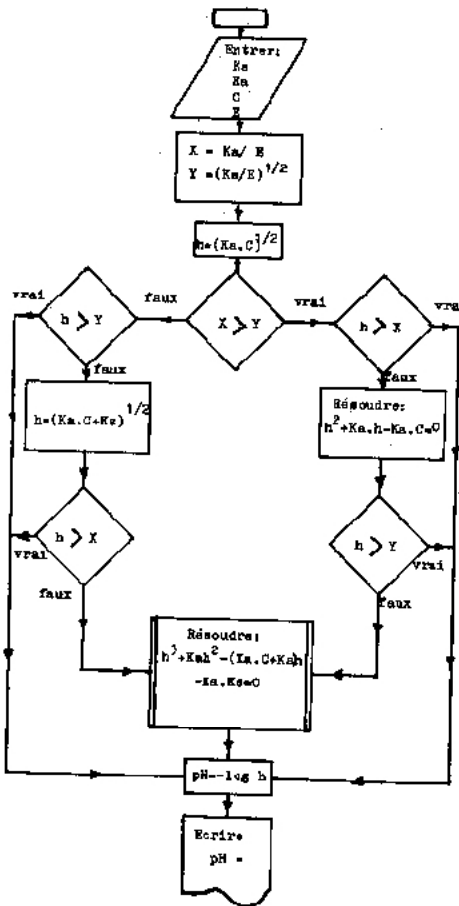 Entrer:
Ke
Ka
C
E
X = Ka/ E
Y =(Ke/E)1/2
h=(Ka.C)1/2
vrai
faux
vrai
vra
h > Y
X > Y
h > X
faux
faux
h=(Ka.C+Ke)1/2
Résoudre:
h2+Ka.h-Ka.C=0
h > X
h > Y
vrai
vrai
faux
faux
Résoudre:
h3+Kah2-(Ka.C+Ke)h
-Ka.Ke=0
pH=-log h
Ecrire
pH =